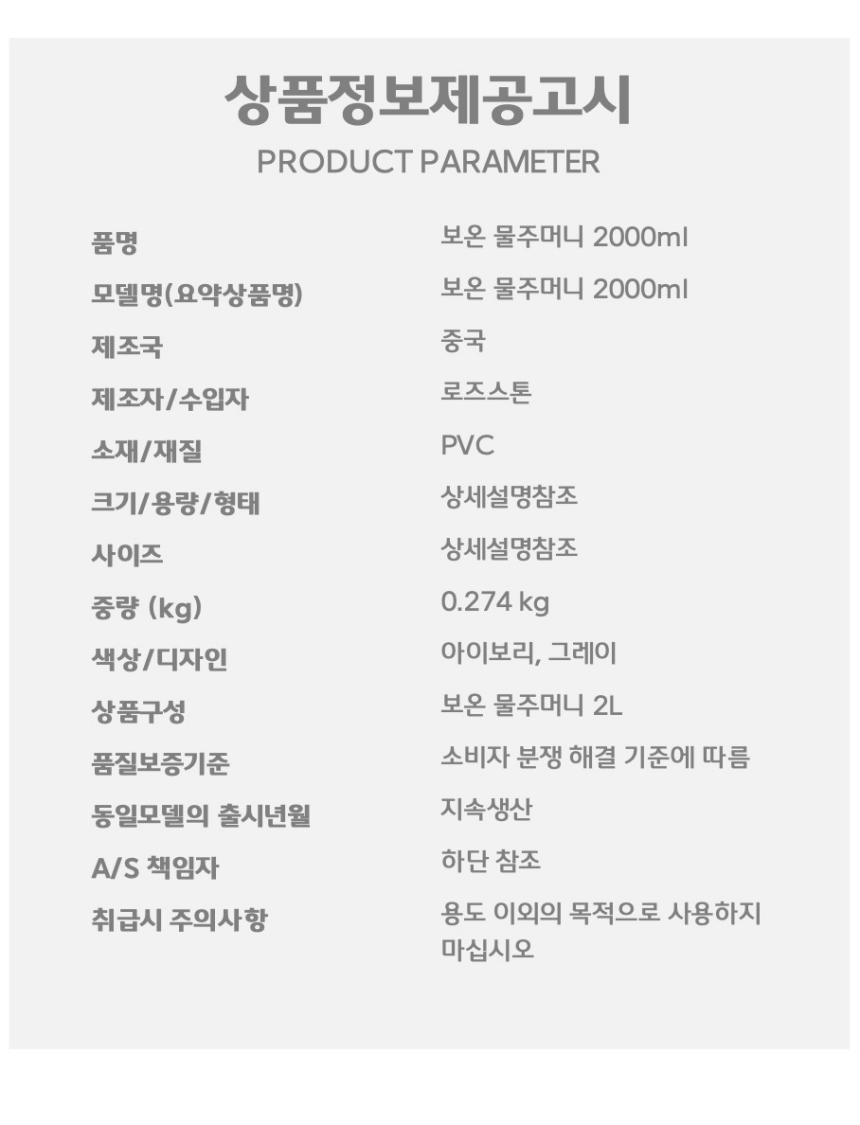 상품정보제공고시
PRODUCT PARAMETER
품명 보온 물주머니 2000ml
모델명(요약상품명) 보온 물주머니 2000ml
제조국 중국
제조자/수입자 로즈스톤
소재/재질 PVC
크기/용량/형태 상세설명참조
사이즈 상세설명참조
중량 (kg) 0.274 kg
색상/디자인 아이보리, 그레이
상품구성 보온 물주머니 2L
품질보증기준 소비자 분쟁 해결 기준에 따름
동일모델의 출시년월 지속생산
A/S 책임자 하단 참조
취급시 주의사항 용도 이외의 목적으로 사용하지
마십시오